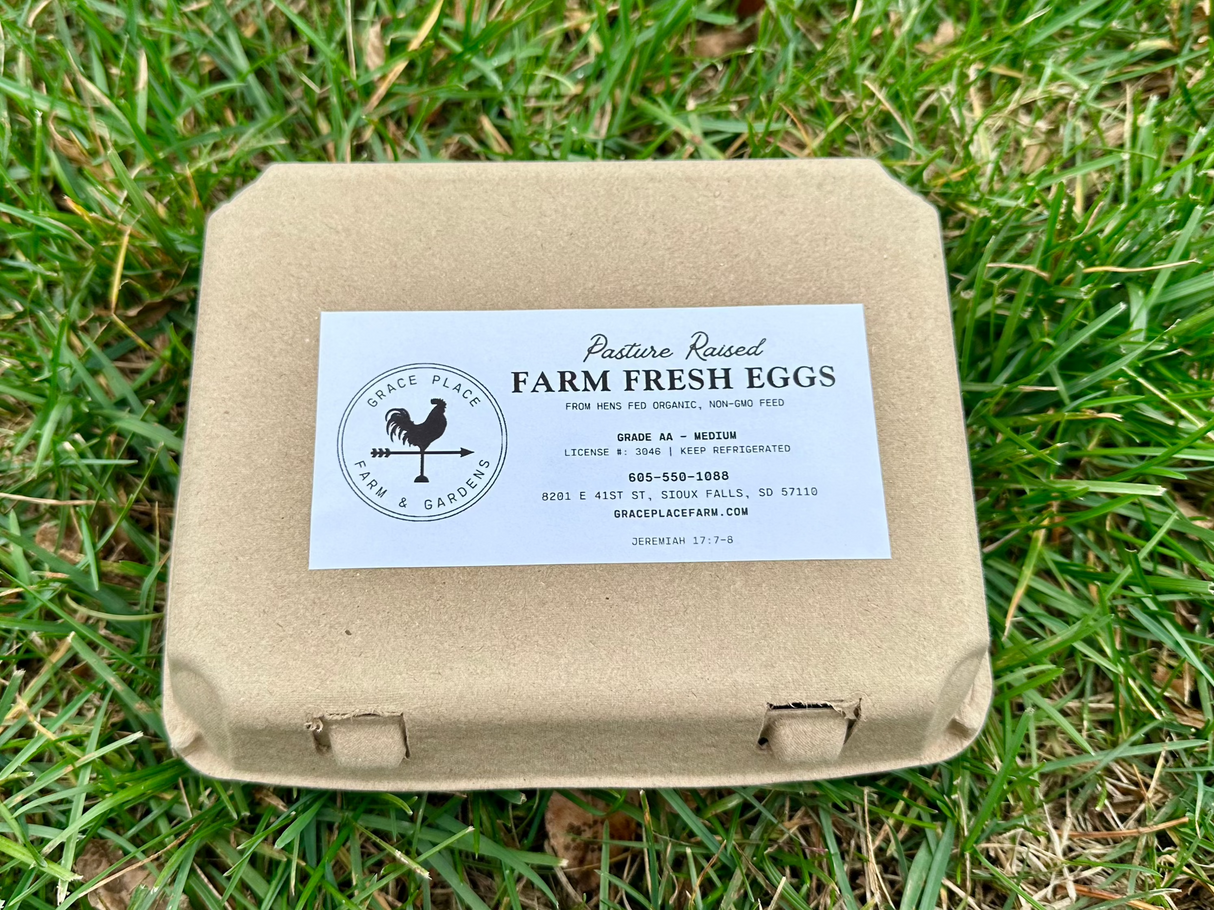 GRACE PLACE
FARM & GARDENS
Pasture Raised
FARM FRESH EGGS
FROM HENS FED ORGANIC, NON-GMO FEED
GRADE AA - MEDIUM
LICENSE #: 3046 | KEEP REFRIGERATED
605-550-1088
8201 E 41ST ST, SIOUX FALLS, SD 57110
GRACEPLACEFARM.COM
JEREMIAH 17:7-8